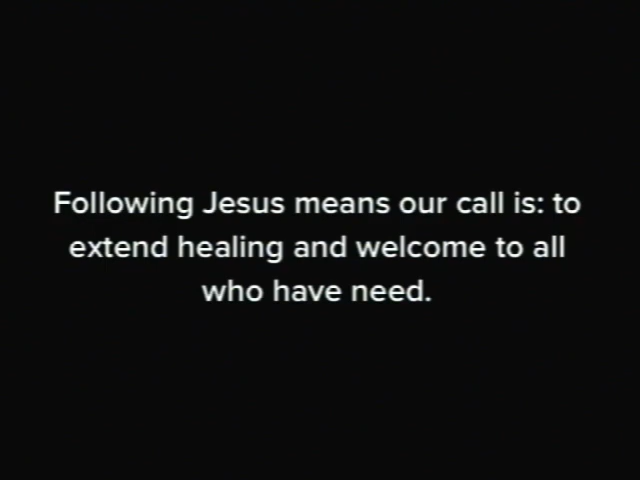 Following Jesus means our call is: to
extend healing and welcome to all
who have need.